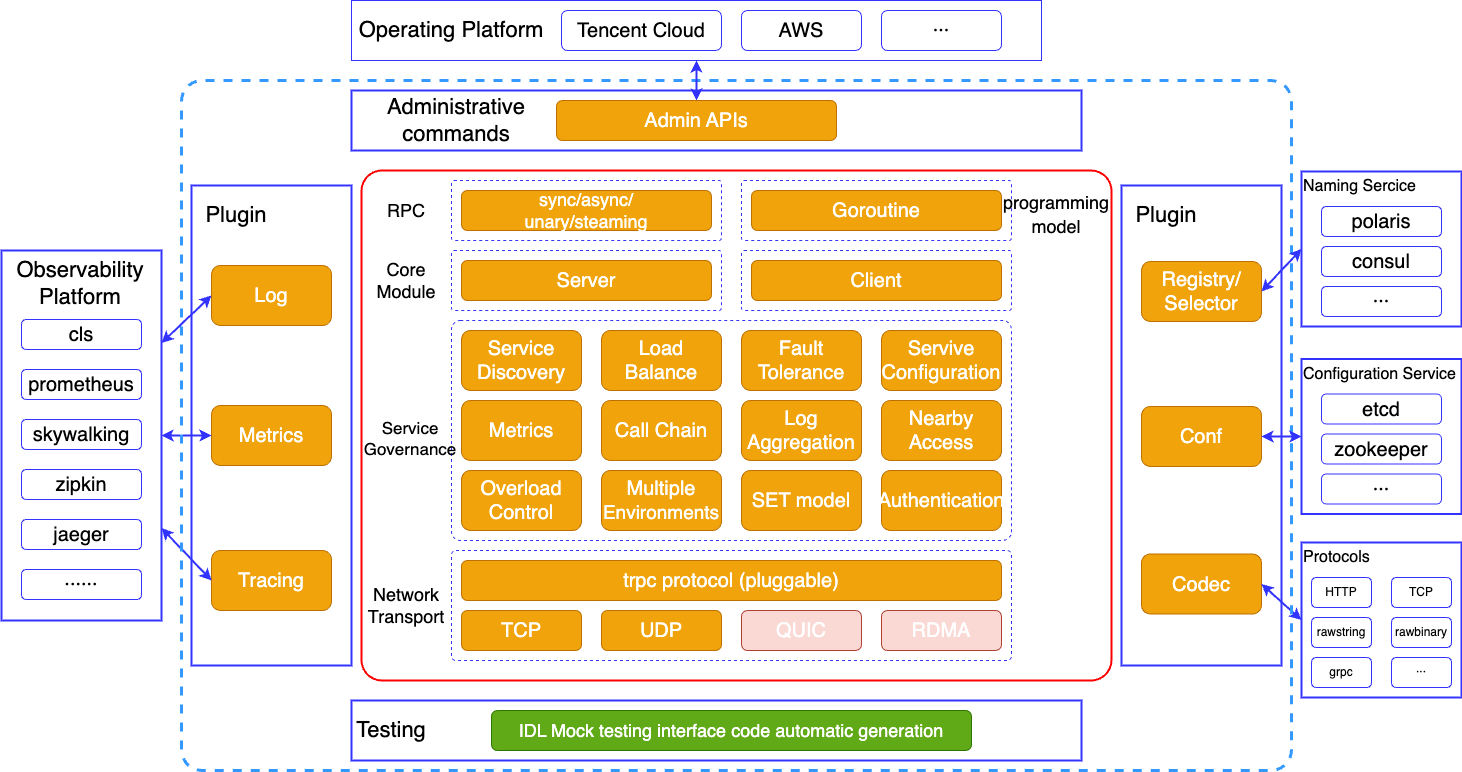 Operating Platform
Tencent Cloud
AWS
...
Administrative
commands
Admin APIs
Observability
Platform
cls
prometheus
skywalking
zipkin
jaeger
......
Plugin
Log
Metrics
Tracing
RPC
sync/async/
unary/steaming
Goroutine
programming
model
Core
Module
Server
Client
Service
Governance
Service
Discovery
Load
Balance
Fault
Tolerance
Servive
Configuration
Metrics
Call Chain
Log
Aggregation
Nearby
Access
Overload
Control
Multiple
Environments
SET model
Authentication
Network
Transport
trpc protocol (pluggable)
TCP
UDP
QUIC
RDMA
Plugin
Registry/
Selector
Conf
Codec
Naming Sercice
polaris
consul
...
Configuration Service
etcd
zookeeper
...
Protocols
HTTP
TCP
rawstring
rawbinary
grpc
...
Testing
IDL Mock testing interface code automatic generation